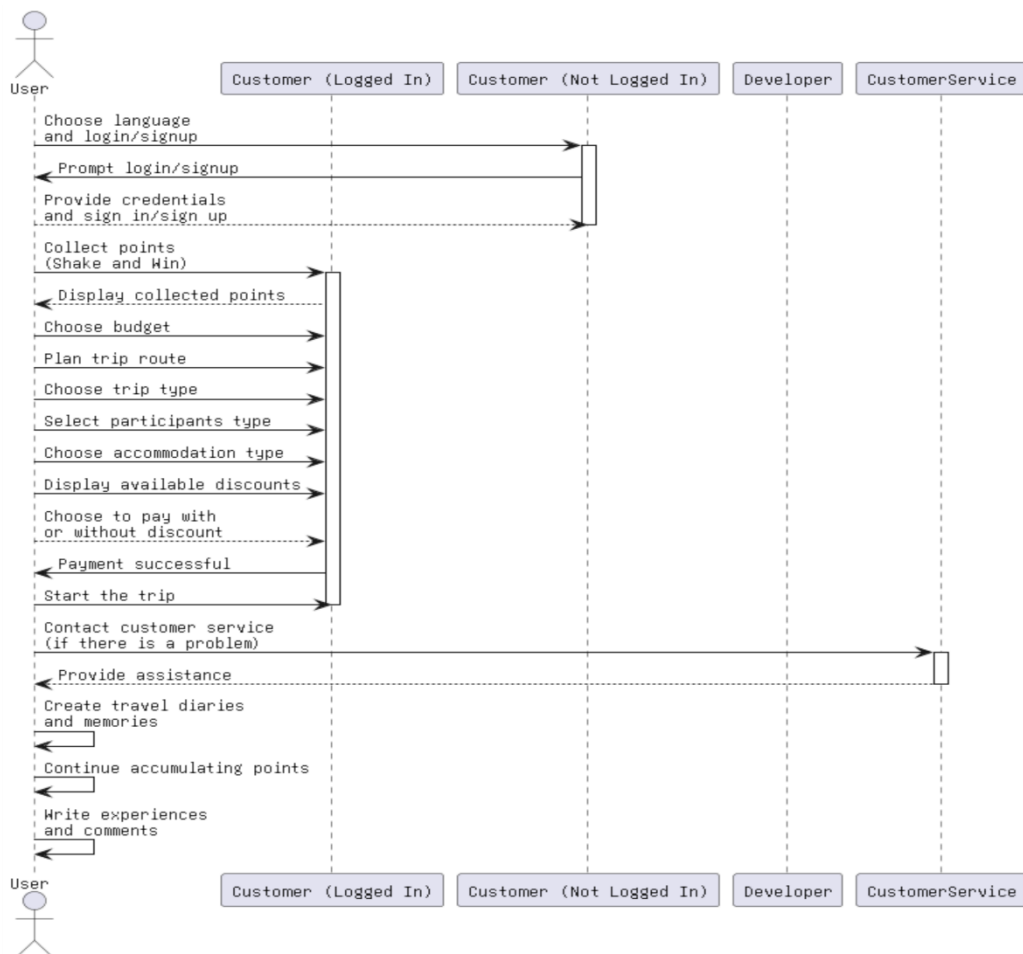 User
Customer (Logged In)
Customer (Not Logged In)
Developer
CustomerService
Choose language
and login/signup
Prompt login/signup
Provide credentials
and sign in/sign up
Collect points
(Shake and Win)
Display collected points
Choose budget
Plan trip route
Choose trip type
Select participants type
Choose accommodation type
Display available discounts
Choose to pay with
or without discount
Payment successful
Start the trip
Contact customer service
(if there is a problem)
Provide assistance
Create travel diaries
and memories
Continue accumulating points
Write experiences
and comments
User
Customer (Logged In)
Customer (Not Logged In)
Developer
CustomerService